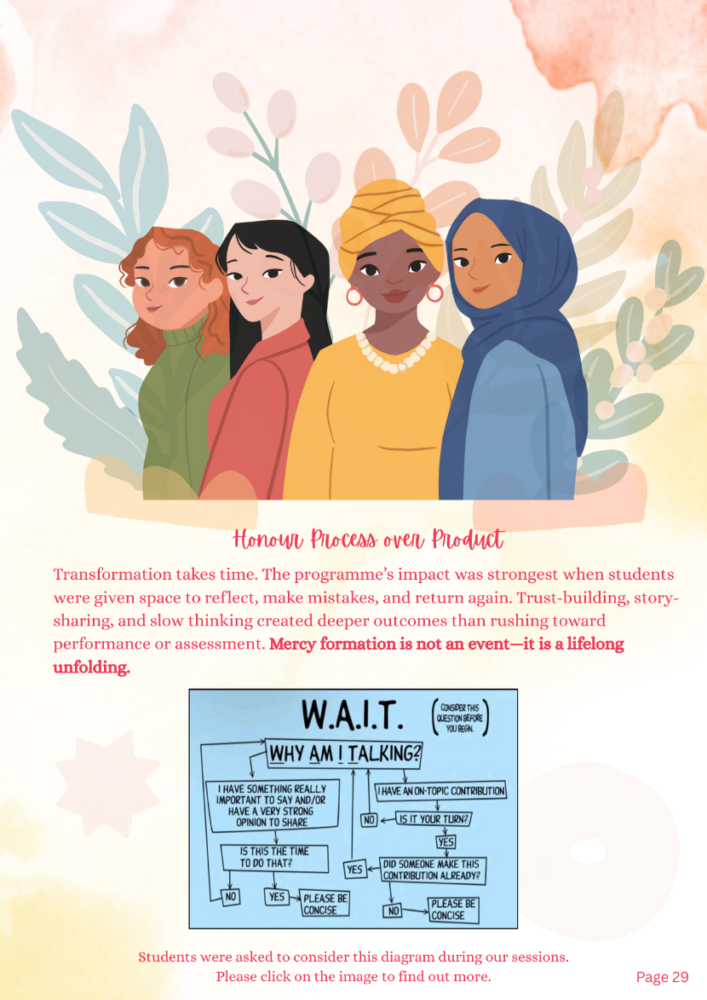 Honour Process over Product
Transformation takes time. The programme’s impact was strongest when students
were given space to reflect, make mistakes, and return again. Trust-building, story-
sharing, and slow thinking created deeper outcomes than rushing toward
performance or assessment. Mercy formation is not an event—it is a lifelong
unfolding.
W.A.I.T.
(CONSIDER THIS
QUESTION BEFORE
YOU BEGIN.)
WHY AM I TALKING?
I HAVE SOMETHING REALLY
IMPORTANT TO SAY AND/OR
HAVE A VERY STRONG
OPINION TO SHARE
IS THIS THE TIME
TO DO THAT?
NO
YES
PLEASE BE
CONCISE
I HAVE AN ON-TOPIC CONTRIBUTION
IS IT YOUR TURN?
NO
YES
DID SOMEONE MAKE THIS
CONTRIBUTION ALREADY?
YES
NO
PLEASE BE
CONCISE
Students were asked to consider this diagram during our sessions.
Please click on the image to find out more.
Page 29